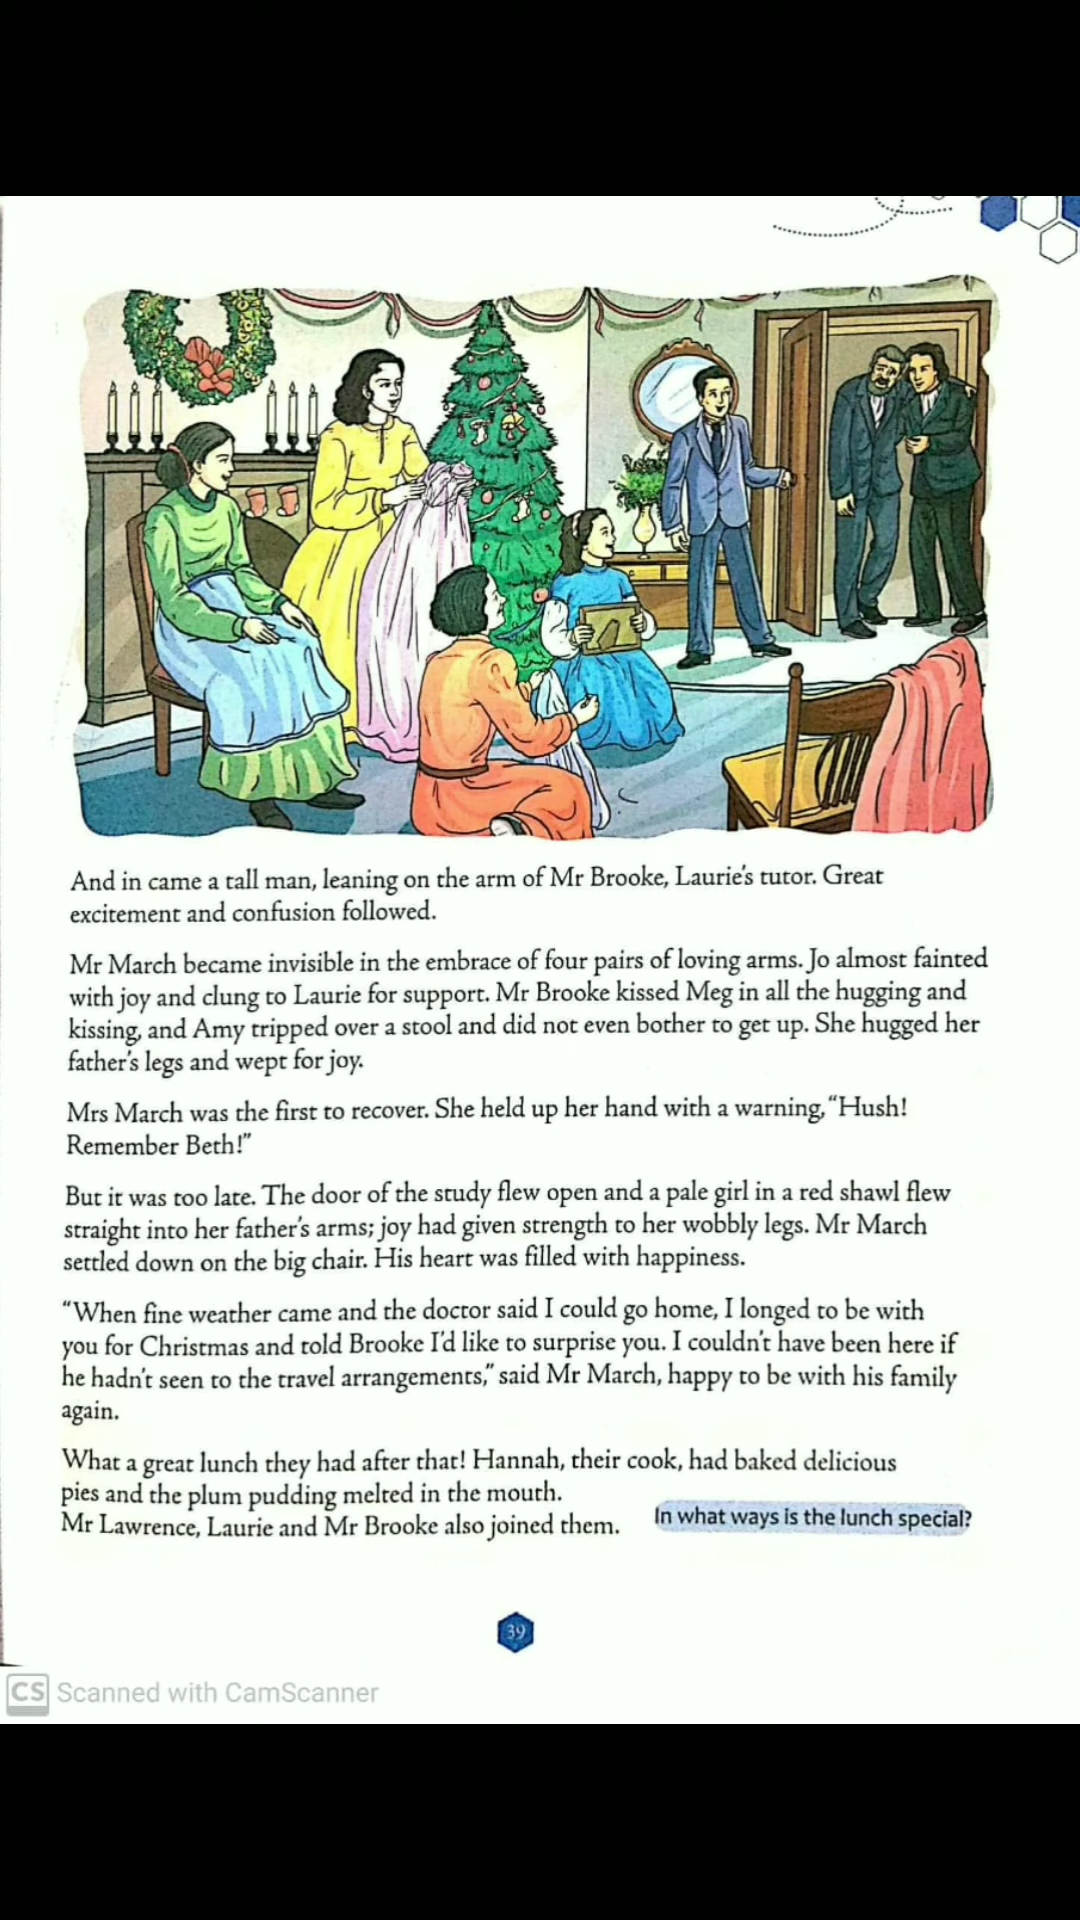 And in came a tall man, leaning on the arm of Mr Brooke, Laurie's tutor. Great
excitement and confusion followed.
Mr March became invisible in the embrace of four pairs of loving arms. Jo almost fainted
with joy and clung to Laurie for support. Mr Brooke kissed Meg in all the hugging and
kissing, and Amy tripped over a stool and did not even bother to get up. She hugged her
father's legs and wept for joy.
Mrs March was the first to recover. She held up her hand with a warning, “Hush!
Remember Beth!”
But it was too late. The door of the study flew open and a pale girl in a red shawl flew
straight into her father's arms; joy had given strength to her wobbly legs. Mr March
settled down on the big chair. His heart was filled with happiness.
“When fine weather came and the doctor said I could go home, I longed to be with
you for Christmas and told Brooke I'd like to surprise you. I couldn't have been here if
he hadn't seen to the travel arrangements,” said Mr March, happy to be with his family
again.
What a great lunch they had after that! Hannah, their cook, had baked delicious
pies and the plum pudding melted in the mouth.
Mr Lawrence, Laurie and Mr Brooke also joined them.
In what ways is the lunch special?
39
CS Scanned with CamScanner